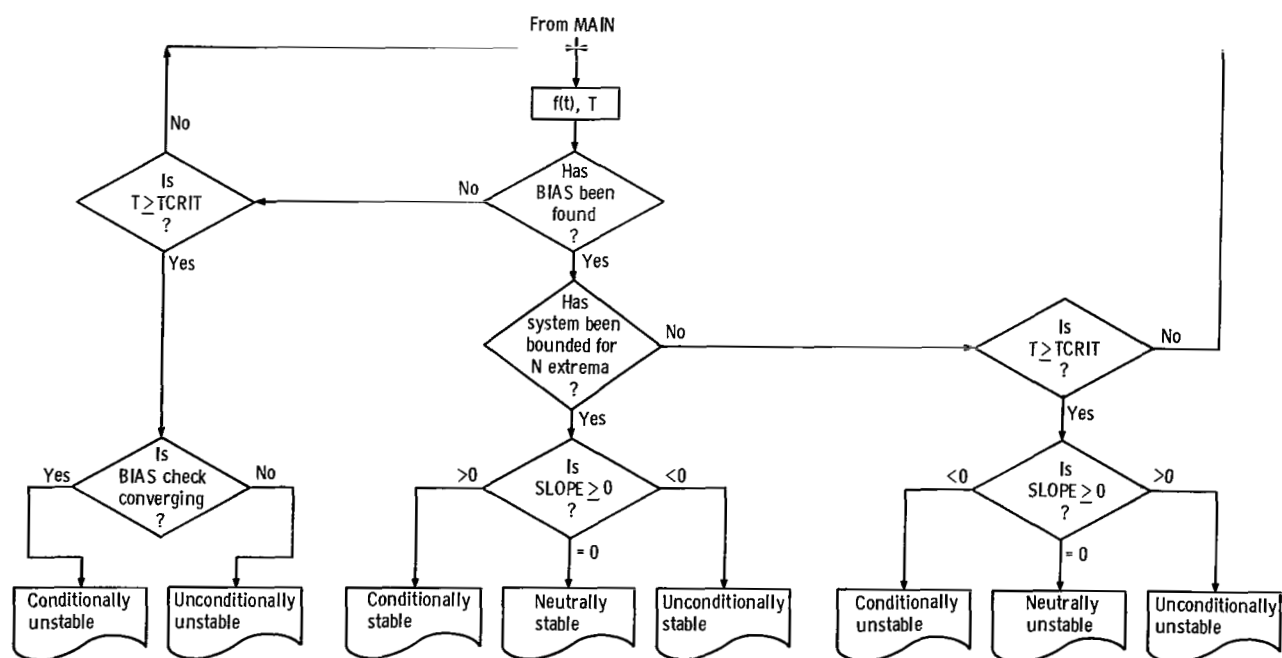 From MAIN
f(t), T
No
Is
T ≥ TCRIT
?
Yes
No
Has
BIAS been
found
?
Yes
Has
system been
bounded for
N extrema
?
No
Yes
Is
T ≥ TCRIT
?
No
Yes
Yes
Is
BIAS check
converging
?
No
>0
Is
SLOPE ≥ 0
?
<0
= 0
<0
Is
SLOPE ≥ 0
?
>0
= 0
Conditionally
unstable
Unconditionally
unstable
Conditionally
stable
Neutrally
stable
Unconditionally
stable
Conditionally
unstable
Neutrally
unstable
Unconditionally
unstable